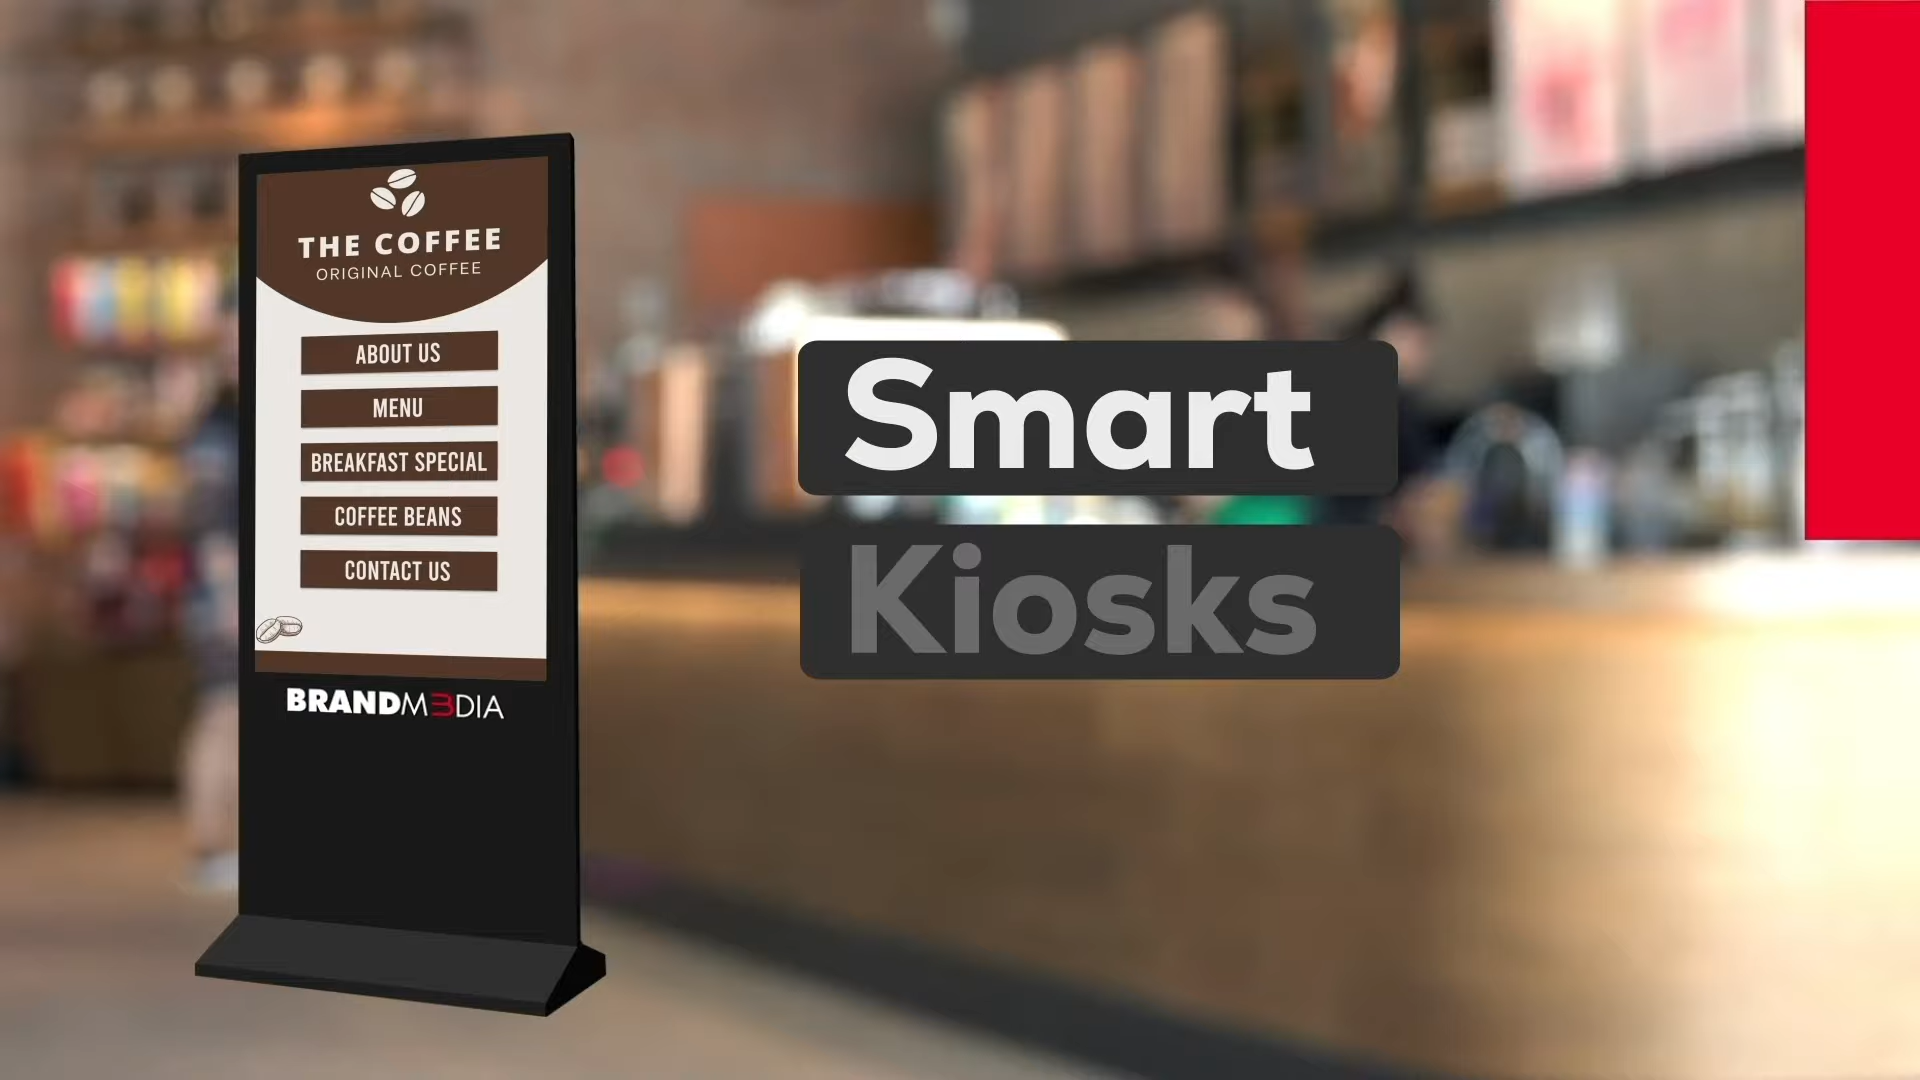 THE COFFEE
ORIGINAL COFFEE
ABOUT US
MENU
BREAKFAST SPECIAL
COFFEE BEANS
CONTACT US
BRANDM3DIA
Smart
Kiosks